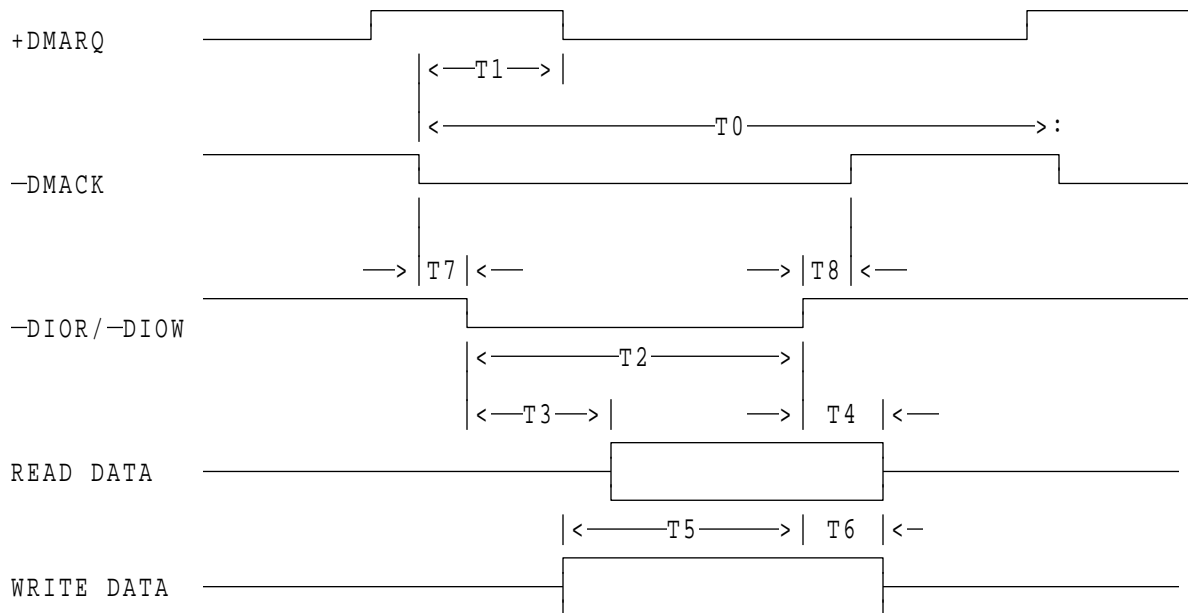 +DMARQ
T1
T0
—DMACK
T7 T8
—DIOR/—DIOW
T2
T3 T4
READ DATA
T5 T6
WRITE DATA